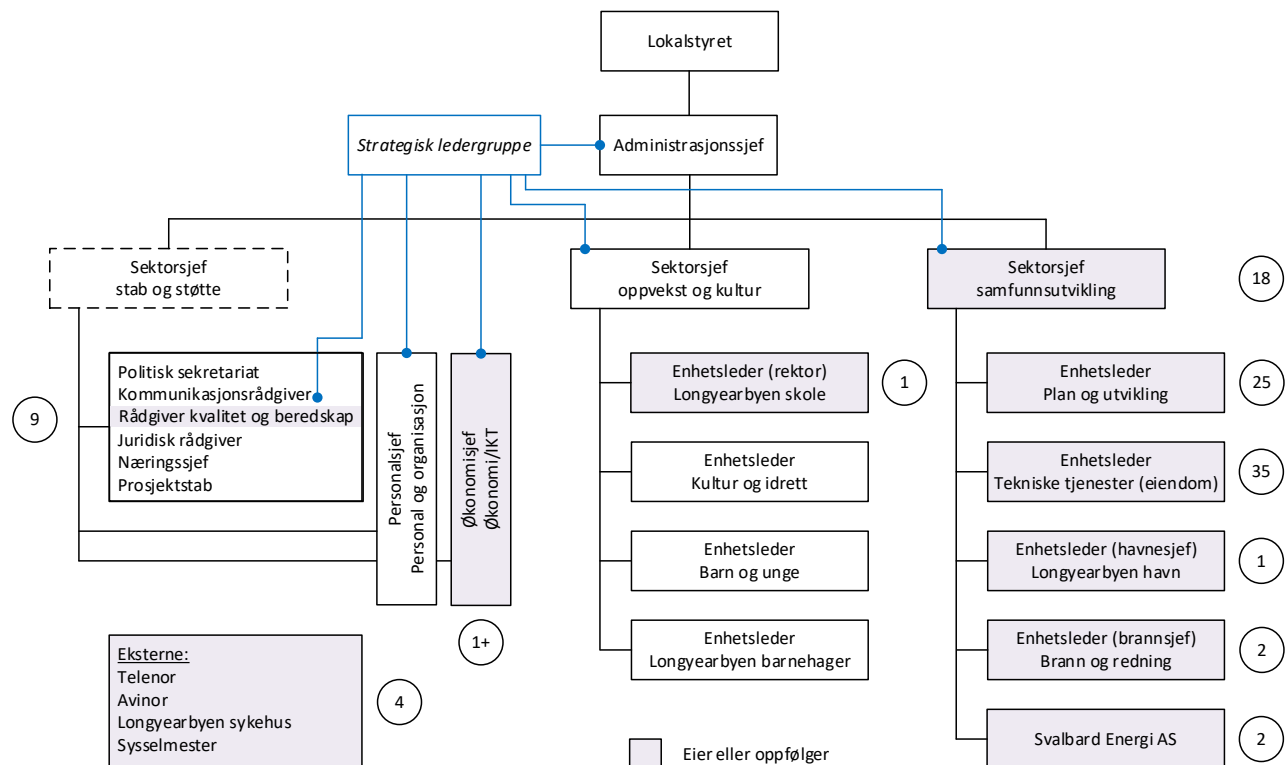 Lokalstyret
Strategisk ledergruppe
Administrasjonssjef
Sektorsjef
stab og støtte
Sektorsjef
oppvekst og kultur
Sektorsjef
samfunnsutvikling
18
9
Politisk sekretariat
Kommunikasjonsrådgiver
Rådgiver kvalitet og beredskap
Juridisk rådgiver
Næringssjef
Prosjektstab
Personalsjef
Personal og organisasjon
Økonomisjef
Økonomi/IKT
1+
Enhetsleder (rektor)
Longyearbyen skole
1
Enhetsleder
Kultur og idrett
Enhetsleder
Barn og unge
Enhetsleder
Longyearbyen barnehager
Enhetsleder
Plan og utvikling
25
Enhetsleder
Tekniske tjenester (eiendom)
35
Enhetsleder (havnesjef)
Longyearbyen havn
1
Enhetsleder (brannsjef)
Brann og redning
2
Svalbard Energi AS
2
Eksterne:
Telenor
Avinor
Longyearbyen sykehus
Sysselmester
4
Eier eller oppfølger